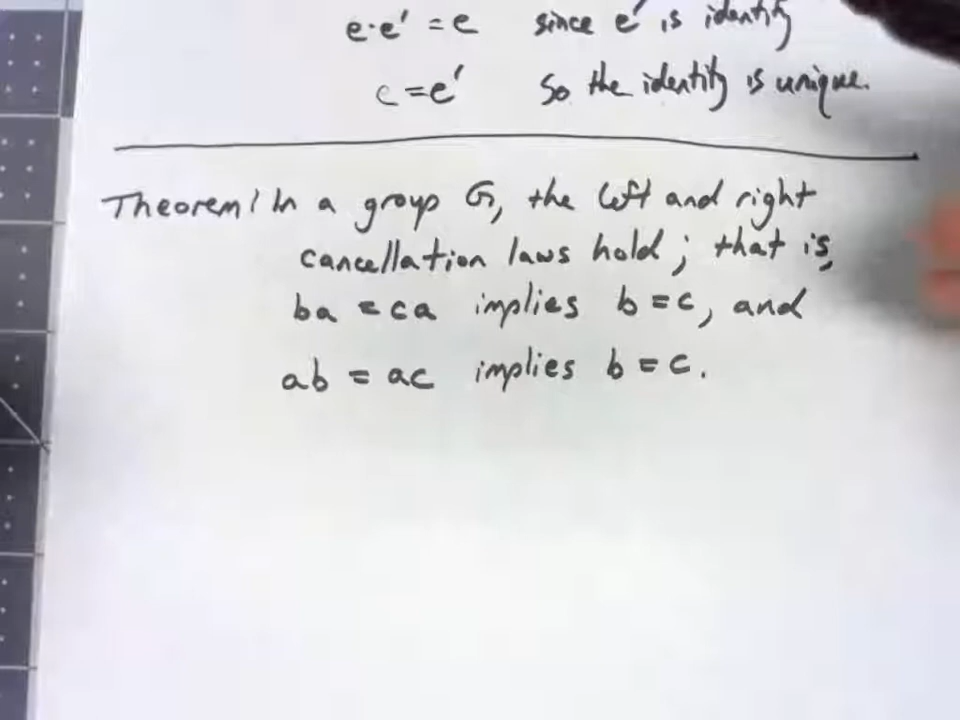 e·e' = e since e' is identity
e = e' So the identity is unique.
Theorem / In a group G, the left and right
cancellation laws hold; that is,
ba = ca implies b = c, and
ab = ac implies b = c.